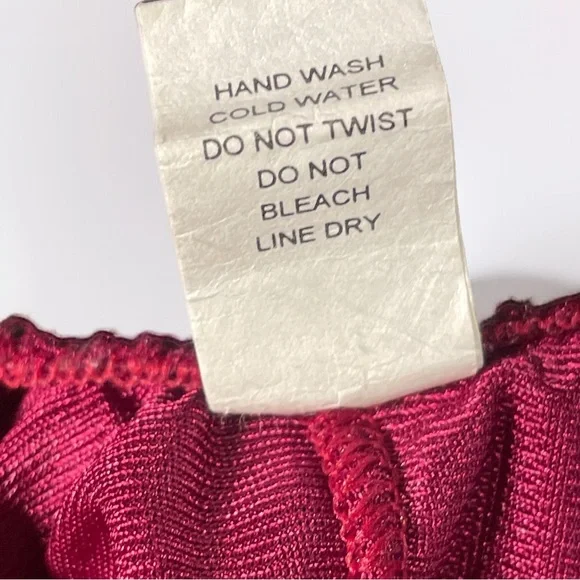 HAND WASH
COLD WATER
DO NOT TWIST
DO NOT
BLEACH
LINE DRY